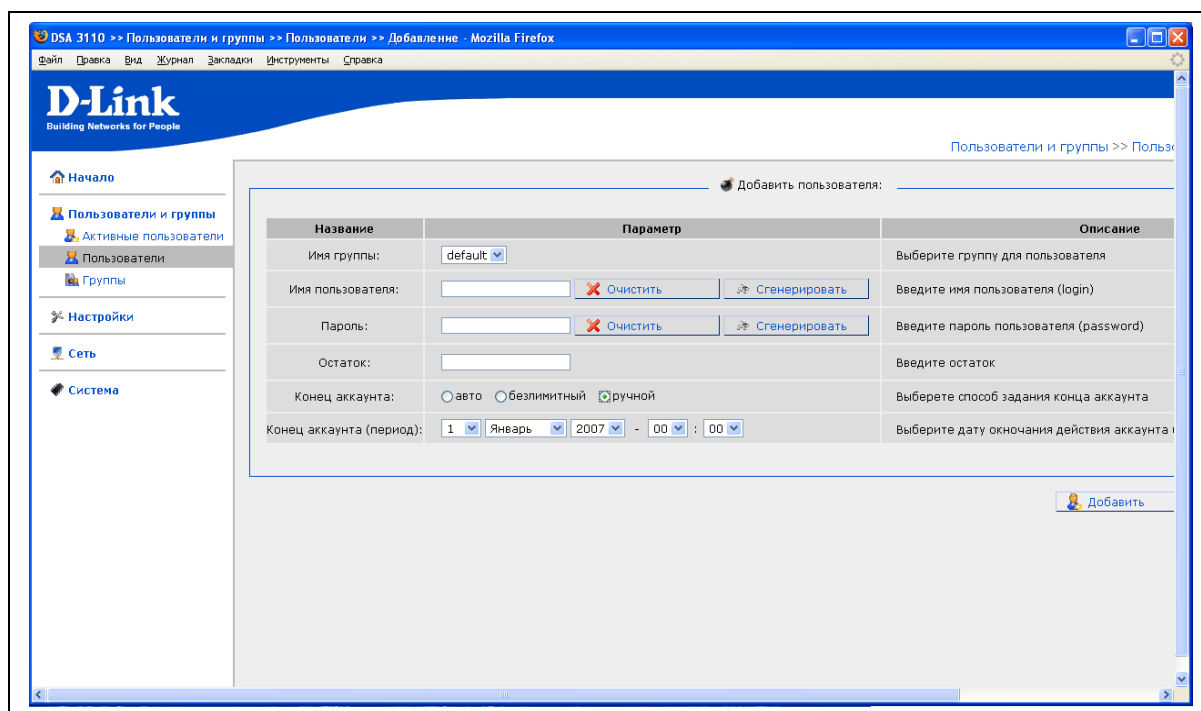 DSA 3110 >> Пользователи и группы >> Пользователи >> Добавление - Mozilla Firefox
Файл Правка Вид Журнал Закладки Инструменты Справка
D-Link
Building Networks for People
Пользователи и группы >> Польз
Начало
Пользователи и группы
Активные пользователи
Пользователи
Группы
Настройки
Сеть
Система
Добавить пользователя:
Название Параметр Описание
Имя группы: default Выберите группу для пользователя
Имя пользователя: Очистить Сгенерировать Введите имя пользователя (login)
Пароль: Очистить Сгенерировать Введите пароль пользователя (password)
Остаток: Введите остаток
Конец аккаунта: авто безлимитный ручной Выберете способ задания конца аккаунта
Конец аккаунта (период): 1 Январь 2007 - 00 : 00 Выберите дату окночания действия аккаунта
Добавить